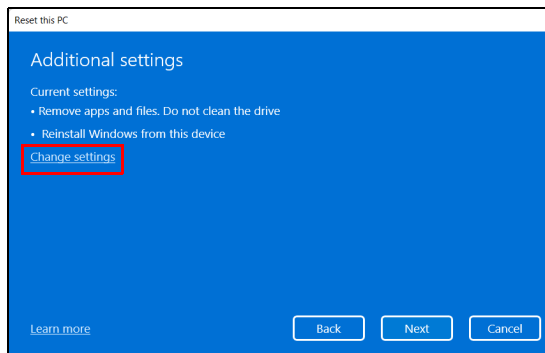 Reset this PC
Additional settings
Current settings:
• Remove apps and files. Do not clean the drive
• Reinstall Windows from this device
Change settings
Learn more Back Next Cancel